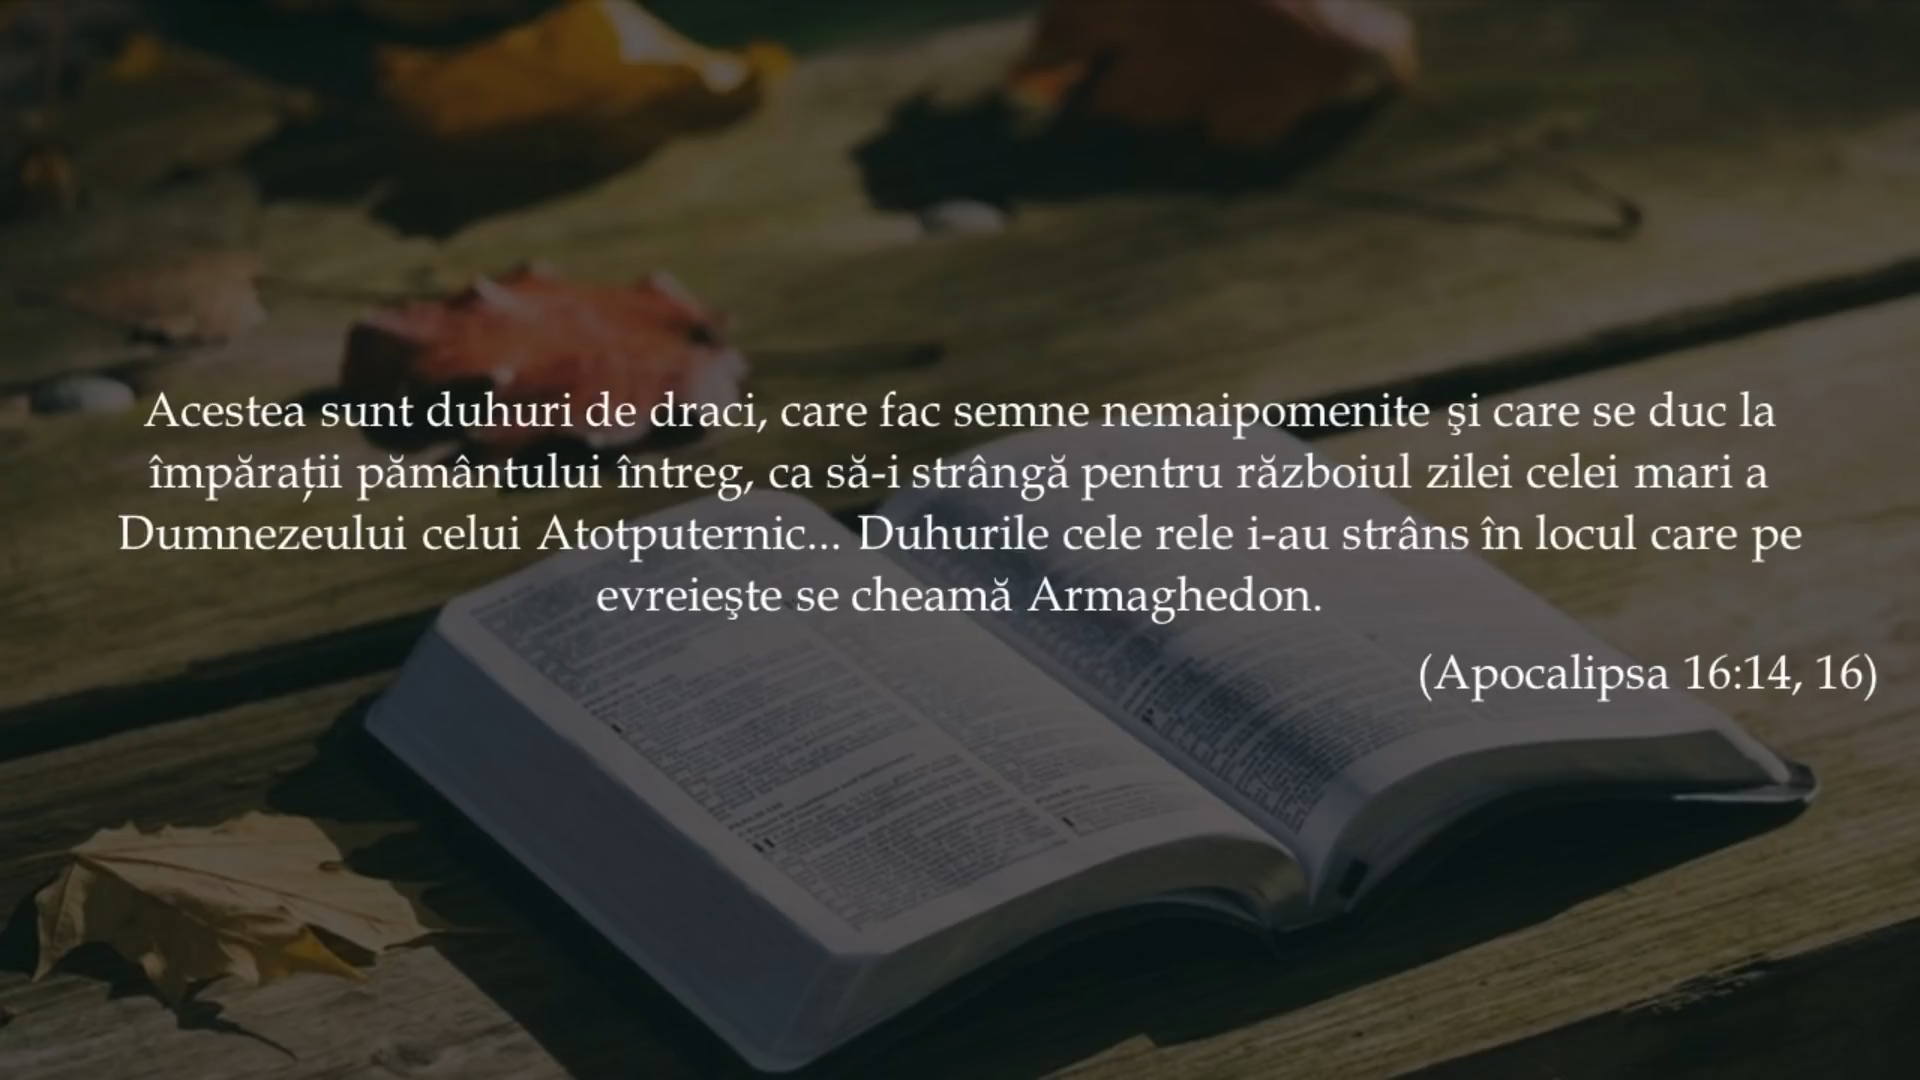 Acestea sunt duhuri de draci, care fac semne nemaipomenite şi care se duc la
împărații pământului întreg, ca să-i strângă pentru războiul zilei celei mari a
Dumnezeului celui Atotputernic... Duhurile cele rele i-au strâns în locul care pe
evreieşte se cheamă Armaghedon.
(Apocalipsa 16:14, 16)